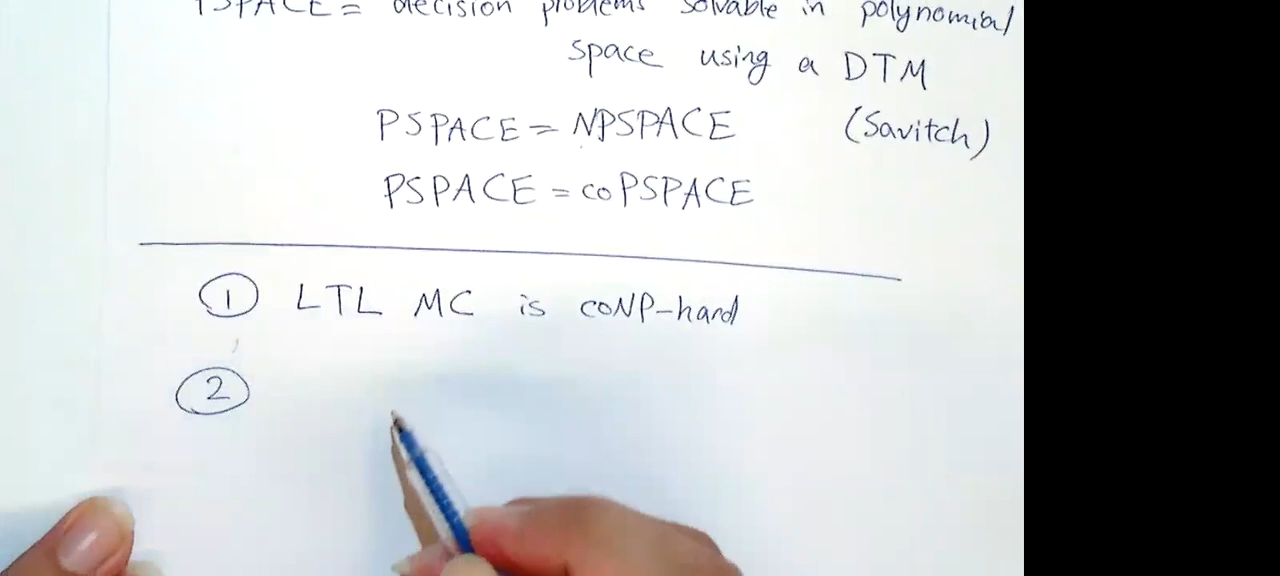 PSPACE = decision problems solvable in polynomial
space using a DTM
PSPACE = NPSPACE (Savitch)
PSPACE = coPSPACE
① LTL MC is coNP-hard
②